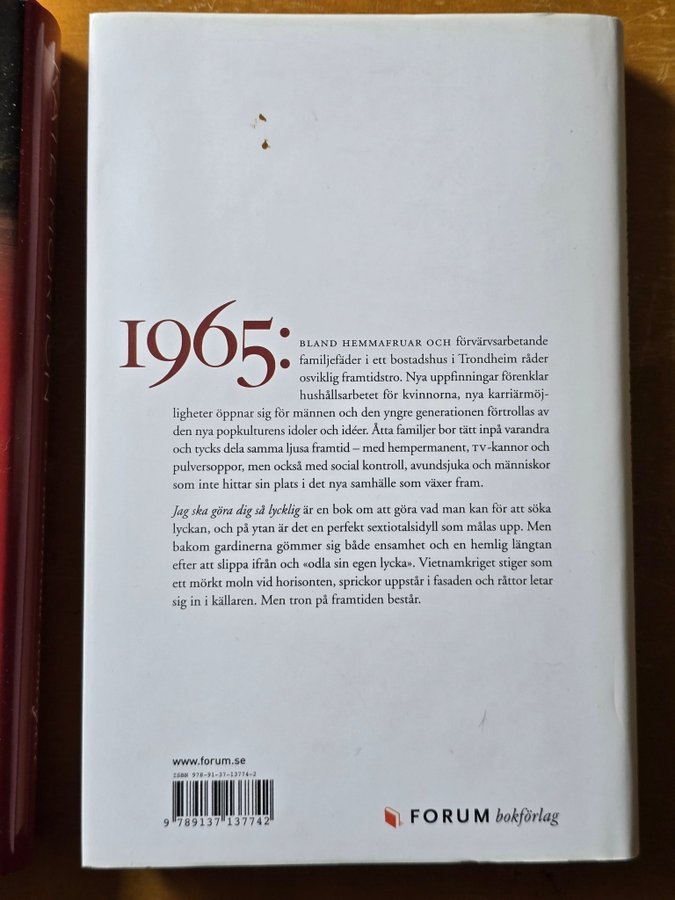 1965:
BLAND HEMMAFRUAR OCH förvärvsarbetande
familjefäder i ett bostadshus i Trondheim råder
osviklig framtidstro. Nya uppfinningar förenklar
hushållsarbetet för kvinnorna, nya karriärmöj-
ligheter öppnar sig för männen och den yngre generationen förtrollas av
den nya popkulturens idoler och idéer. Åtta familjer bor tätt inpå varandra
och tycks dela samma ljusa framtid – med hempermanent, TV-kannor och
pulversoppor, men också med social kontroll, avundsjuka och människor
som inte hittar sin plats i det nya samhälle som växer fram.
Jag ska göra dig så lycklig är en bok om att göra vad man kan för att söka
lyckan, och på ytan är det en perfekt sextiotalsidyll som målas upp. Men
bakom gardinerna gömmer sig både ensamhet och en hemlig längtan
efter att slippa ifrån och «odla sin egen lycka». Vietnamkriget stiger som
ett mörkt moln vid horisonten, sprickor uppstår i fasaden och råttor letar
sig in i källaren. Men tron på framtiden består.
www.forum.se
ISBN 978-91-37-13774-2
9 789137 137742
FORUM bokförlag